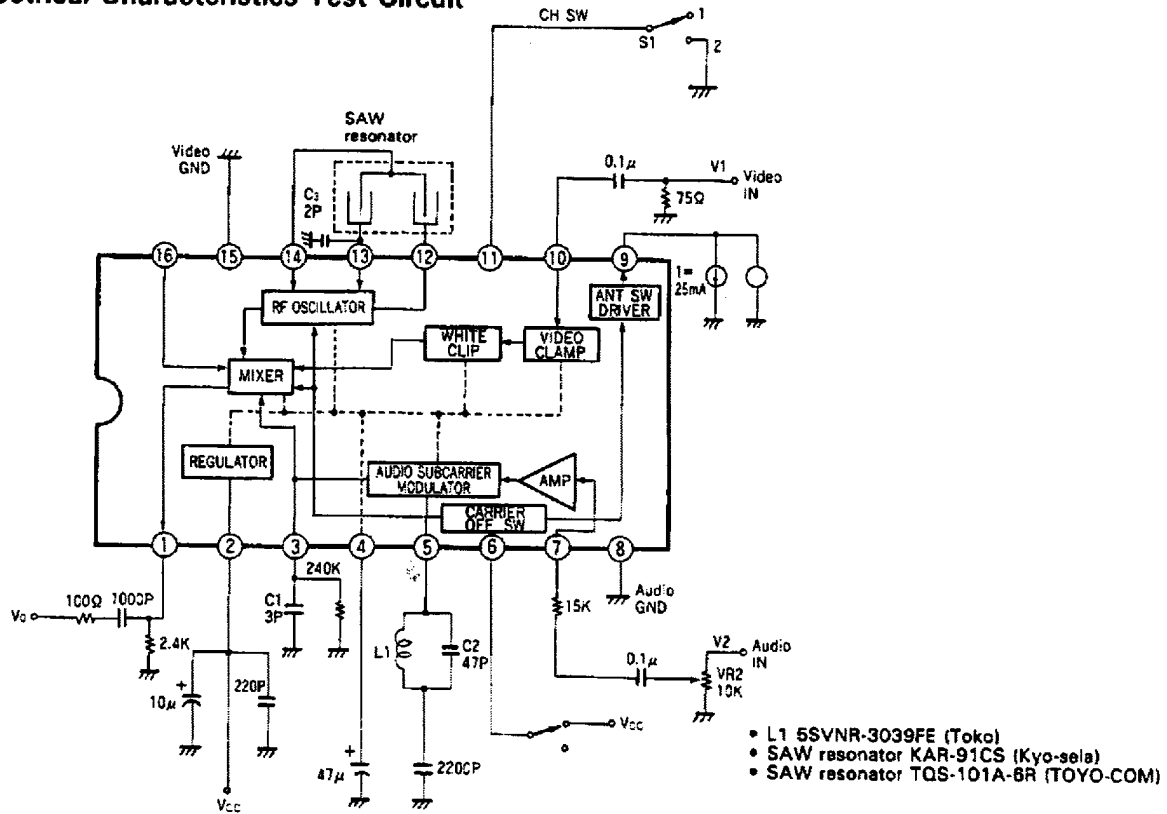 Characteristics Test Circuit
CH SW
1
S1
2
SAW
resonator
Video
GND
C3
2P
0.1μ
V1
Video
IN
75Ω
16
15
14
13
12
11
10
9
I=
25mA
RF OSCILLATOR
ANT SW
DRIVER
WHITE
CLIP
VIDEO
CLAMP
MIXER
REGULATOR
AUDIO SUBCARRIER
MODULATOR
AMP
CARRIER
OFF SW
1
2
3
4
5
6
7
8
240K
Audio
GND
Vo
100Ω
1000P
C1
3P
15K
2.4K
L1
C2
47P
0.1μ
V2
Audio
IN
VR2
10K
+
10μ
220P
Vcc
+
47μ
2200P
Vcc
• L1 5SVNR-3039FE (Toko)
• SAW resonator KAR-91CS (Kyo-sela)
• SAW resonator TQS-101A-6R (TOYO-COM)